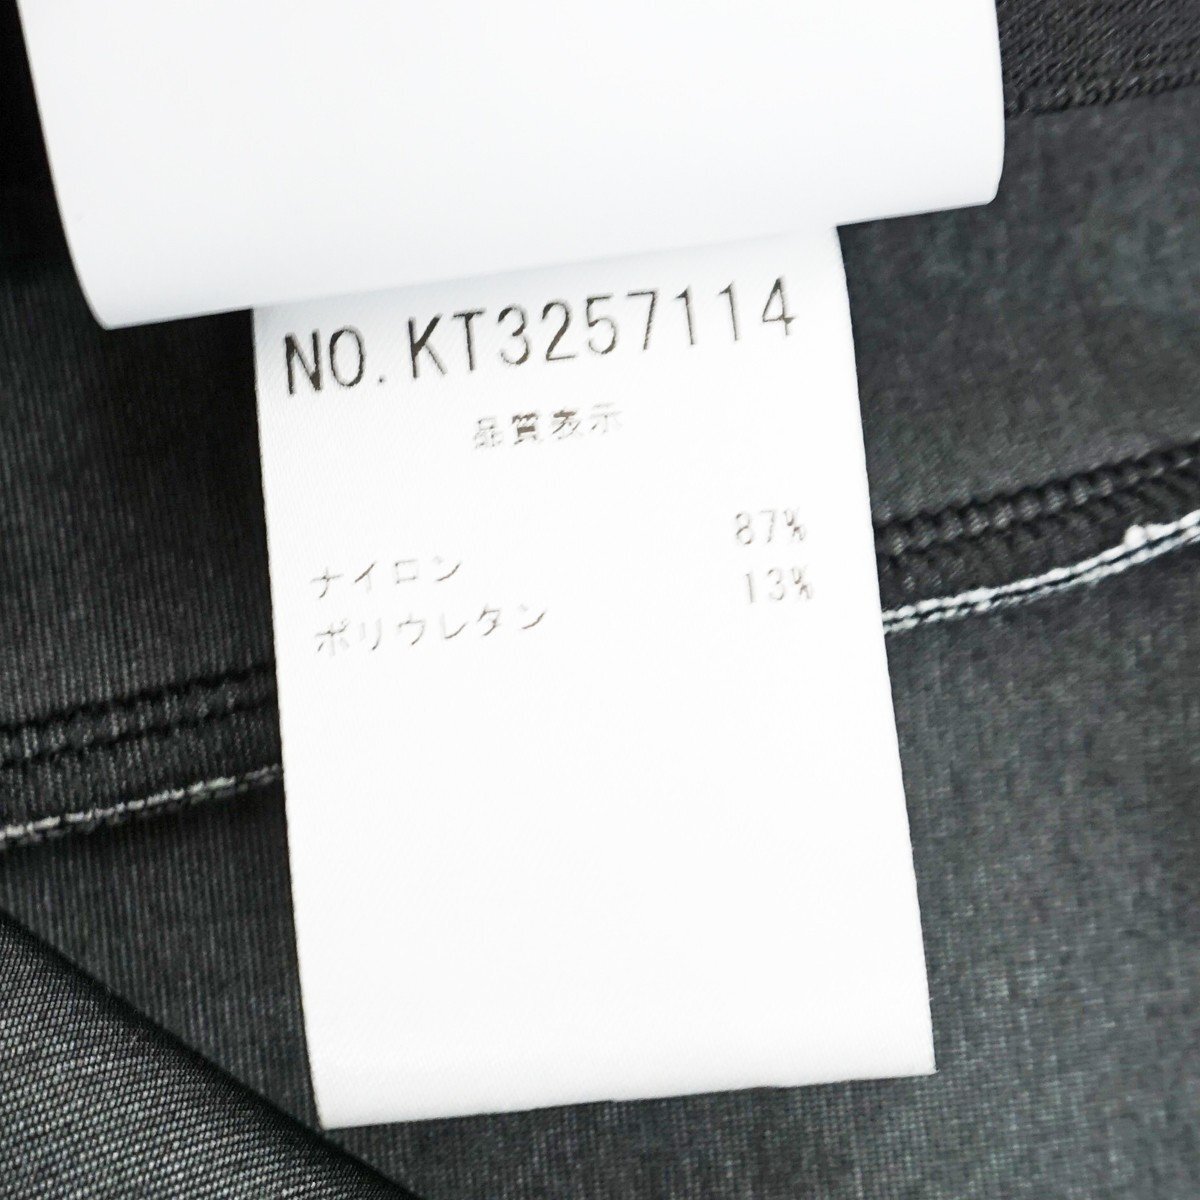 NO.KT3257114
品質表示
ナイロン 87%
ポリウレタン 13%